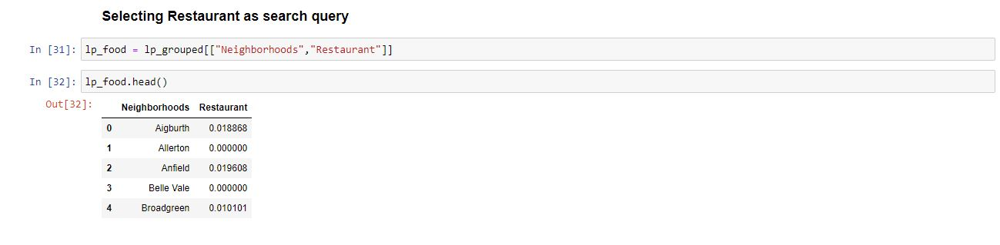 Selecting Restaurant as search query
In [31]: lp_food = lp_grouped[["Neighborhoods","Restaurant"]]
In [32]: lp_food.head()
Out[32]:
Neighborhoods Restaurant
0 Aigburth 0.018868
1 Allerton 0.000000
2 Anfield 0.019608
3 Belle Vale 0.000000
4 Broadgreen 0.010101